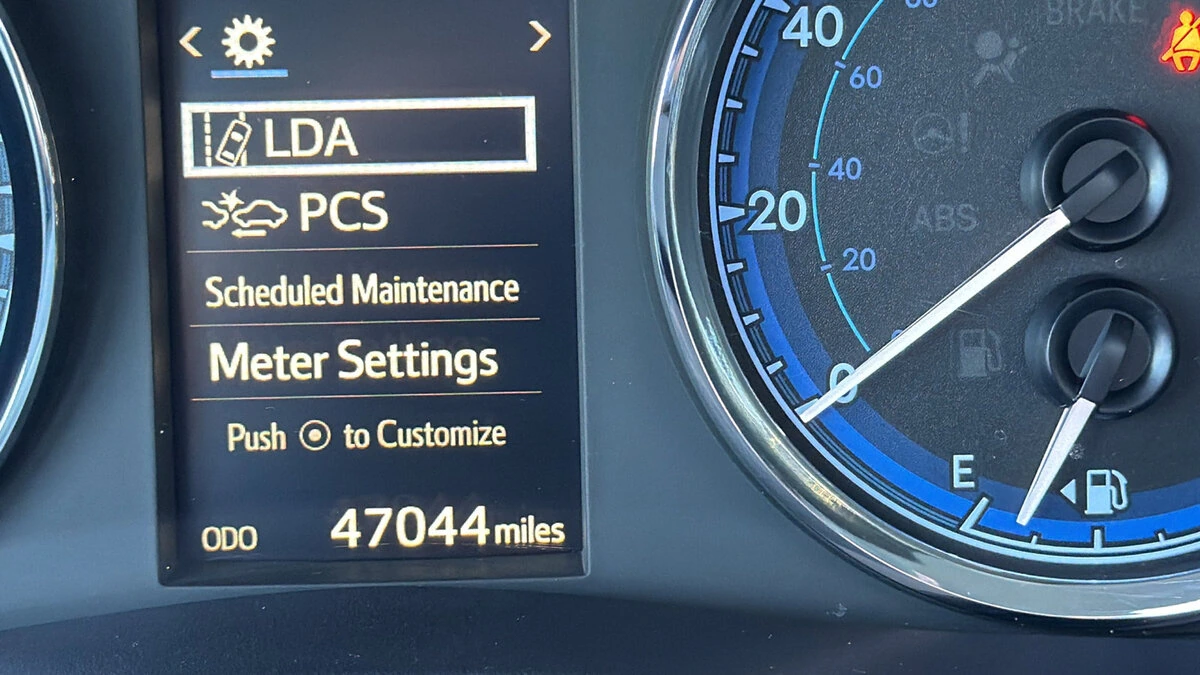 LDA
PCS
Scheduled Maintenance
Meter Settings
Push to Customize
ODO 47044 miles
BRAKE
40
60
40
20
ABS
20
0
E